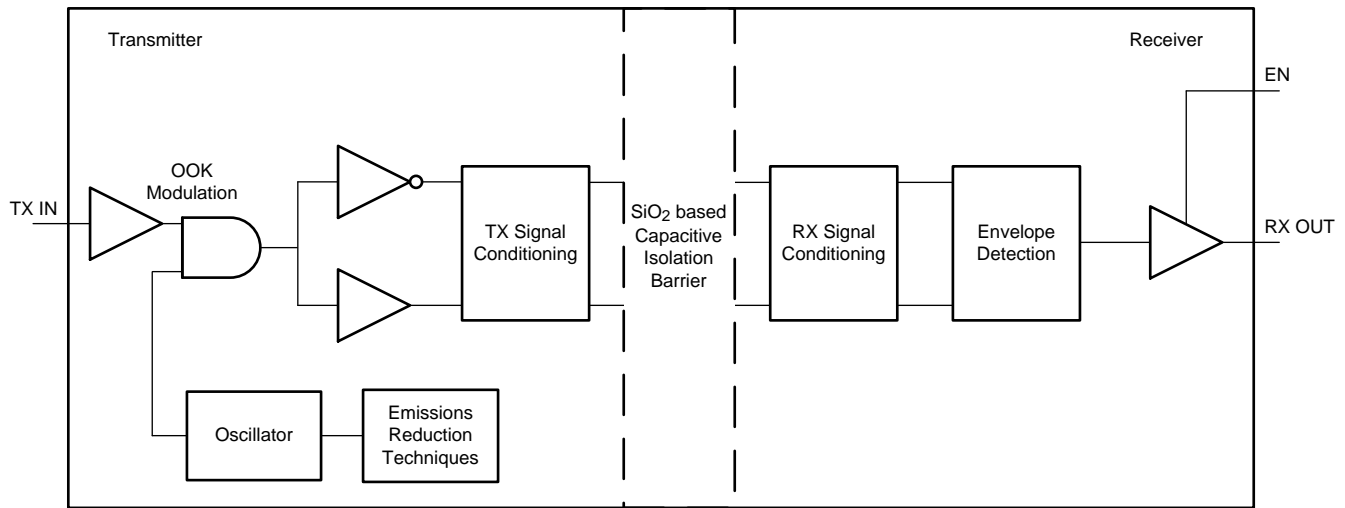 Transmitter
Receiver
EN
OOK
Modulation
TX IN
TX Signal
Conditioning
SiO2 based
Capacitive
Isolation
Barrier
RX Signal
Conditioning
Envelope
Detection
RX OUT
Oscillator
Emissions
Reduction
Techniques